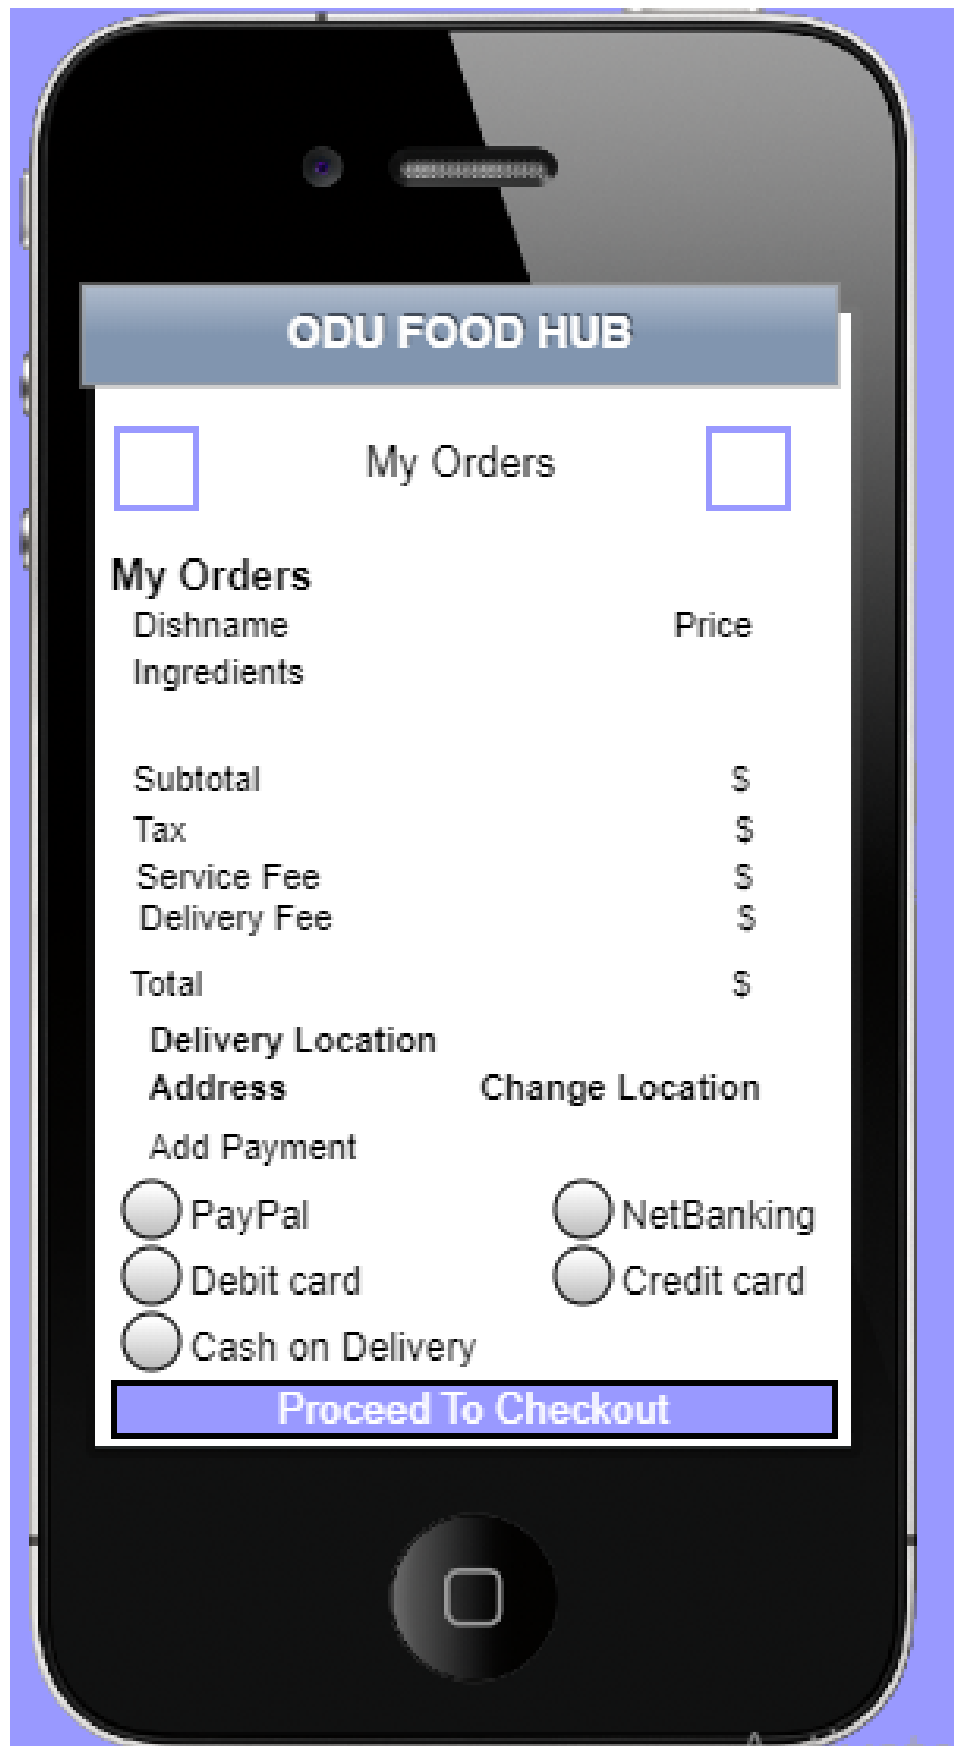 ODU FOOD HUB
My Orders
My Orders
Dishname Price
Ingredients
Subtotal $
Tax $
Service Fee $
Delivery Fee $
Total $
Delivery Location
Address Change Location
Add Payment
PayPal NetBanking
Debit card Credit card
Cash on Delivery
Proceed To Checkout